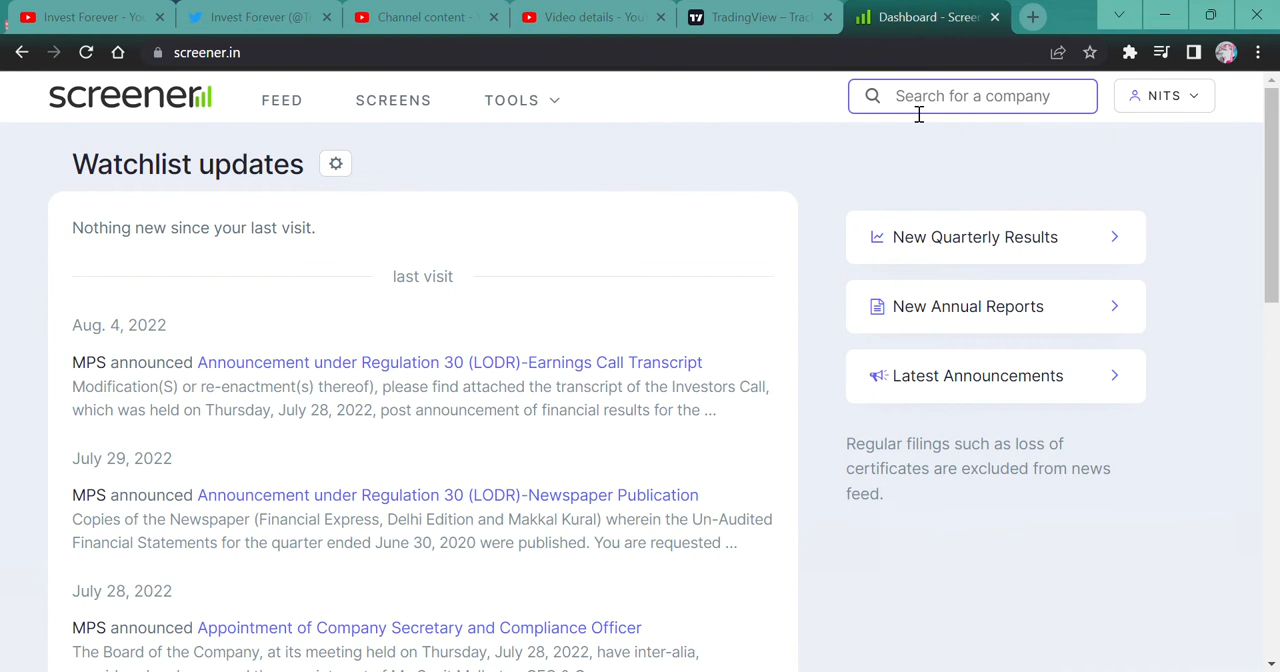 Invest Forever - You
Invest Forever (@T
Channel content -
Video details - You
TradingView – Trac
Dashboard - Screen
screener.in
screener
FEED
SCREENS
TOOLS
Search for a company
NITS
Watchlist updates
Nothing new since your last visit.
last visit
Aug. 4, 2022
MPS announced Announcement under Regulation 30 (LODR)-Earnings Call Transcript
Modification(S) or re-enactment(s) thereof), please find attached the transcript of the Investors Call,
which was held on Thursday, July 28, 2022, post announcement of financial results for the ...
July 29, 2022
MPS announced Announcement under Regulation 30 (LODR)-Newspaper Publication
Copies of the Newspaper (Financial Express, Delhi Edition and Makkal Kural) wherein the Un-Audited
Financial Statements for the quarter ended June 30, 2020 were published. You are requested ...
July 28, 2022
MPS announced Appointment of Company Secretary and Compliance Officer
The Board of the Company, at its meeting held on Thursday, July 28, 2022, have inter-alia,
New Quarterly Results
New Annual Reports
Latest Announcements
Regular filings such as loss of
certificates are excluded from news
feed.